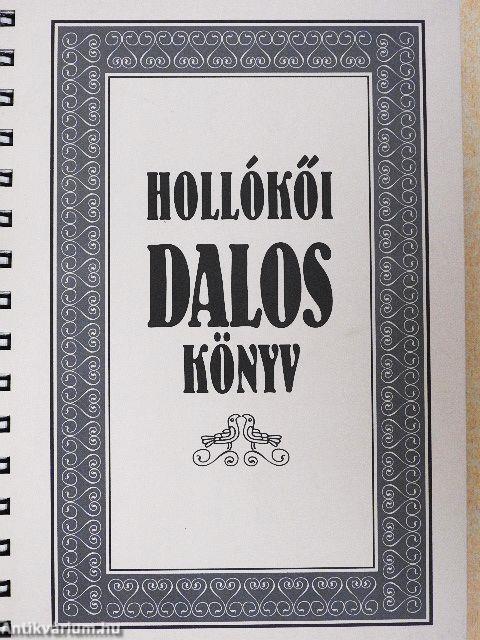 HOLLÓKŐI
DALOS
KÖNYV
Antikvarium.hu